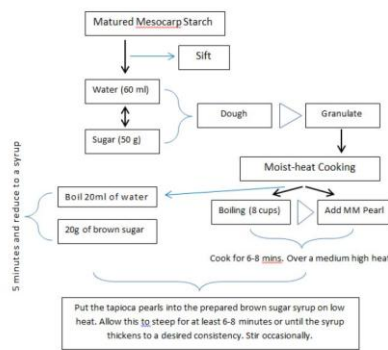 Matured Mesocarp Starch
Sift
Water (60 ml)
Sugar (50 g)
Dough
Granulate
Moist-heat Cooking
Boil 20ml of water
20g of brown sugar
5 minutes and reduce to a syrup
Boiling (8 cups)
Add MM Pearl
Cook for 6-8 mins. Over a medium high heat
Put the tapioca pearls into the prepared brown sugar syrup on low
heat. Allow this to steep for at least 6-8 minutes or until the syrup
thickens to a desired consistency. Stir occasionally.